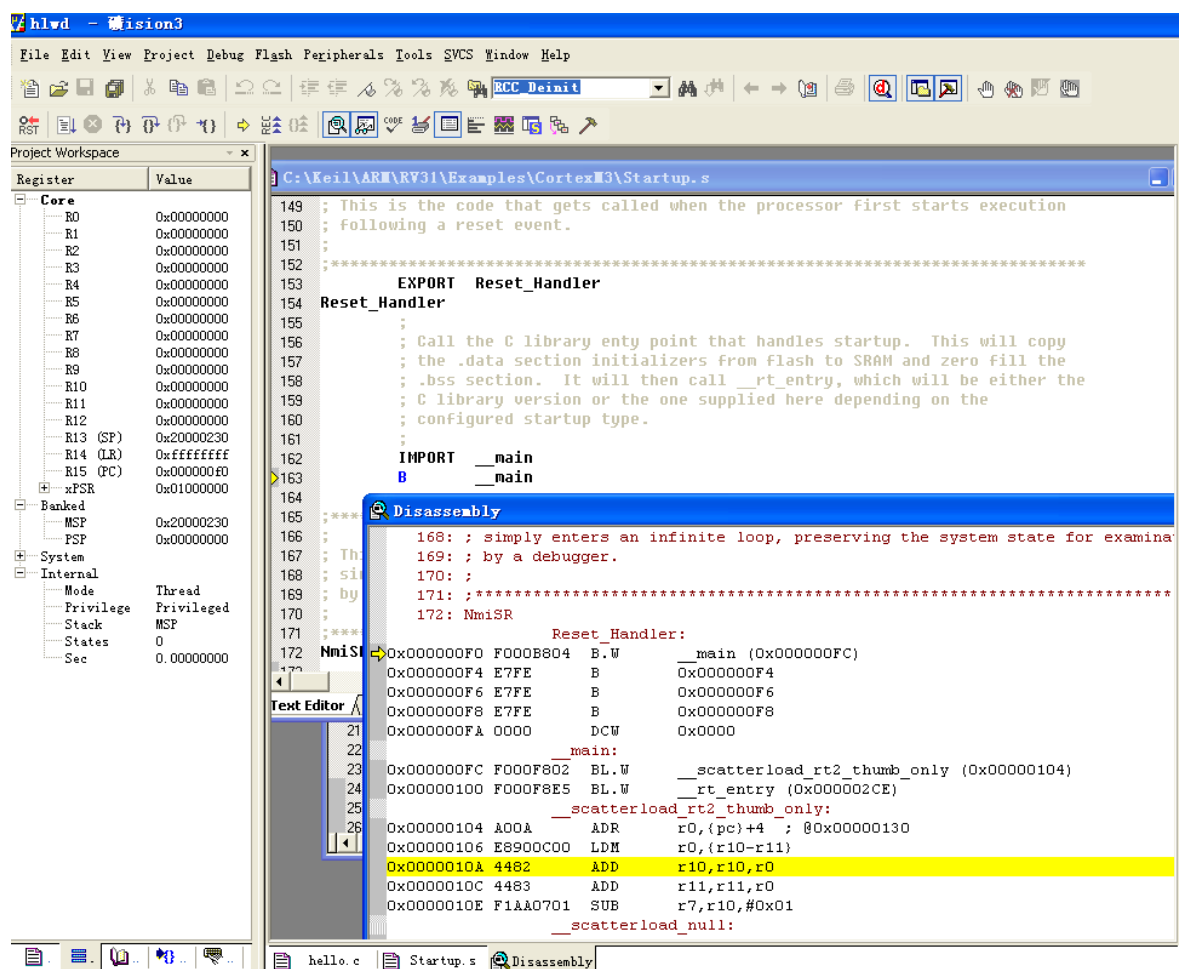 hlwd - 礦ision3
File Edit View Project Debug Flash Peripherals Tools SVCS Window Help
RCC_Deinit
RST
CODE
Project Workspace
Register Value
Core
R0 0x00000000
R1 0x00000000
R2 0x00000000
R3 0x00000000
R4 0x00000000
R5 0x00000000
R6 0x00000000
R7 0x00000000
R8 0x00000000
R9 0x00000000
R10 0x00000000
R11 0x00000000
R12 0x00000000
R13 (SP) 0x20000230
R14 (LR) 0xffffffff
R15 (PC) 0x000000f0
xPSR 0x01000000
Banked
MSP 0x20000230
PSP 0x00000000
System
Internal
Mode Thread
Privilege Privileged
Stack MSP
States 0
Sec 0.00000000
C:\Keil\ARM\RV31\Examples\CortexM3\Startup.s
149 ; This is the code that gets called when the processor first starts execution
150 ; following a reset event.
151 ;
152 ;******************************************************************************
153 EXPORT Reset_Handler
154 Reset_Handler
155 ;
156 ; Call the C library enty point that handles startup. This will copy
157 ; the .data section initializers from flash to SRAM and zero fill the
158 ; .bss section. It will then call __rt_entry, which will be either the
159 ; C library version or the one supplied here depending on the
160 ; configured startup type.
161 ;
162 IMPORT __main
163 B __main
164
165 ;****
166 ;
167 ; Th
168 ; si
169 ; by
170 ;
171 ;****
172 NmiS
Text Editor
21
22
23
24
25
26
Disassembly
168: ; simply enters an infinite loop, preserving the system state for examina
169: ; by a debugger.
170: ;
171: ;************************************************************************
172: NmiSR
Reset_Handler:
0x000000F0 F000B804 B.W __main (0x000000FC)
0x000000F4 E7FE B 0x000000F4
0x000000F6 E7FE B 0x000000F6
0x000000F8 E7FE B 0x000000F8
0x000000FA 0000 DCW 0x0000
__main:
0x000000FC F000F802 BL.W __scatterload_rt2_thumb_only (0x00000104)
0x00000100 F000F8E5 BL.W __rt_entry (0x000002CE)
__scatterload_rt2_thumb_only:
0x00000104 A00A ADR r0,{pc}+4 ; @0x00000130
0x00000106 E8900C00 LDM r0,{r10-r11}
0x0000010A 4482 ADD r10,r10,r0
0x0000010C 4483 ADD r11,r11,r0
0x0000010E F1AA0701 SUB r7,r10,#0x01
__scatterload_null:
hello.c Startup.s Disassembly